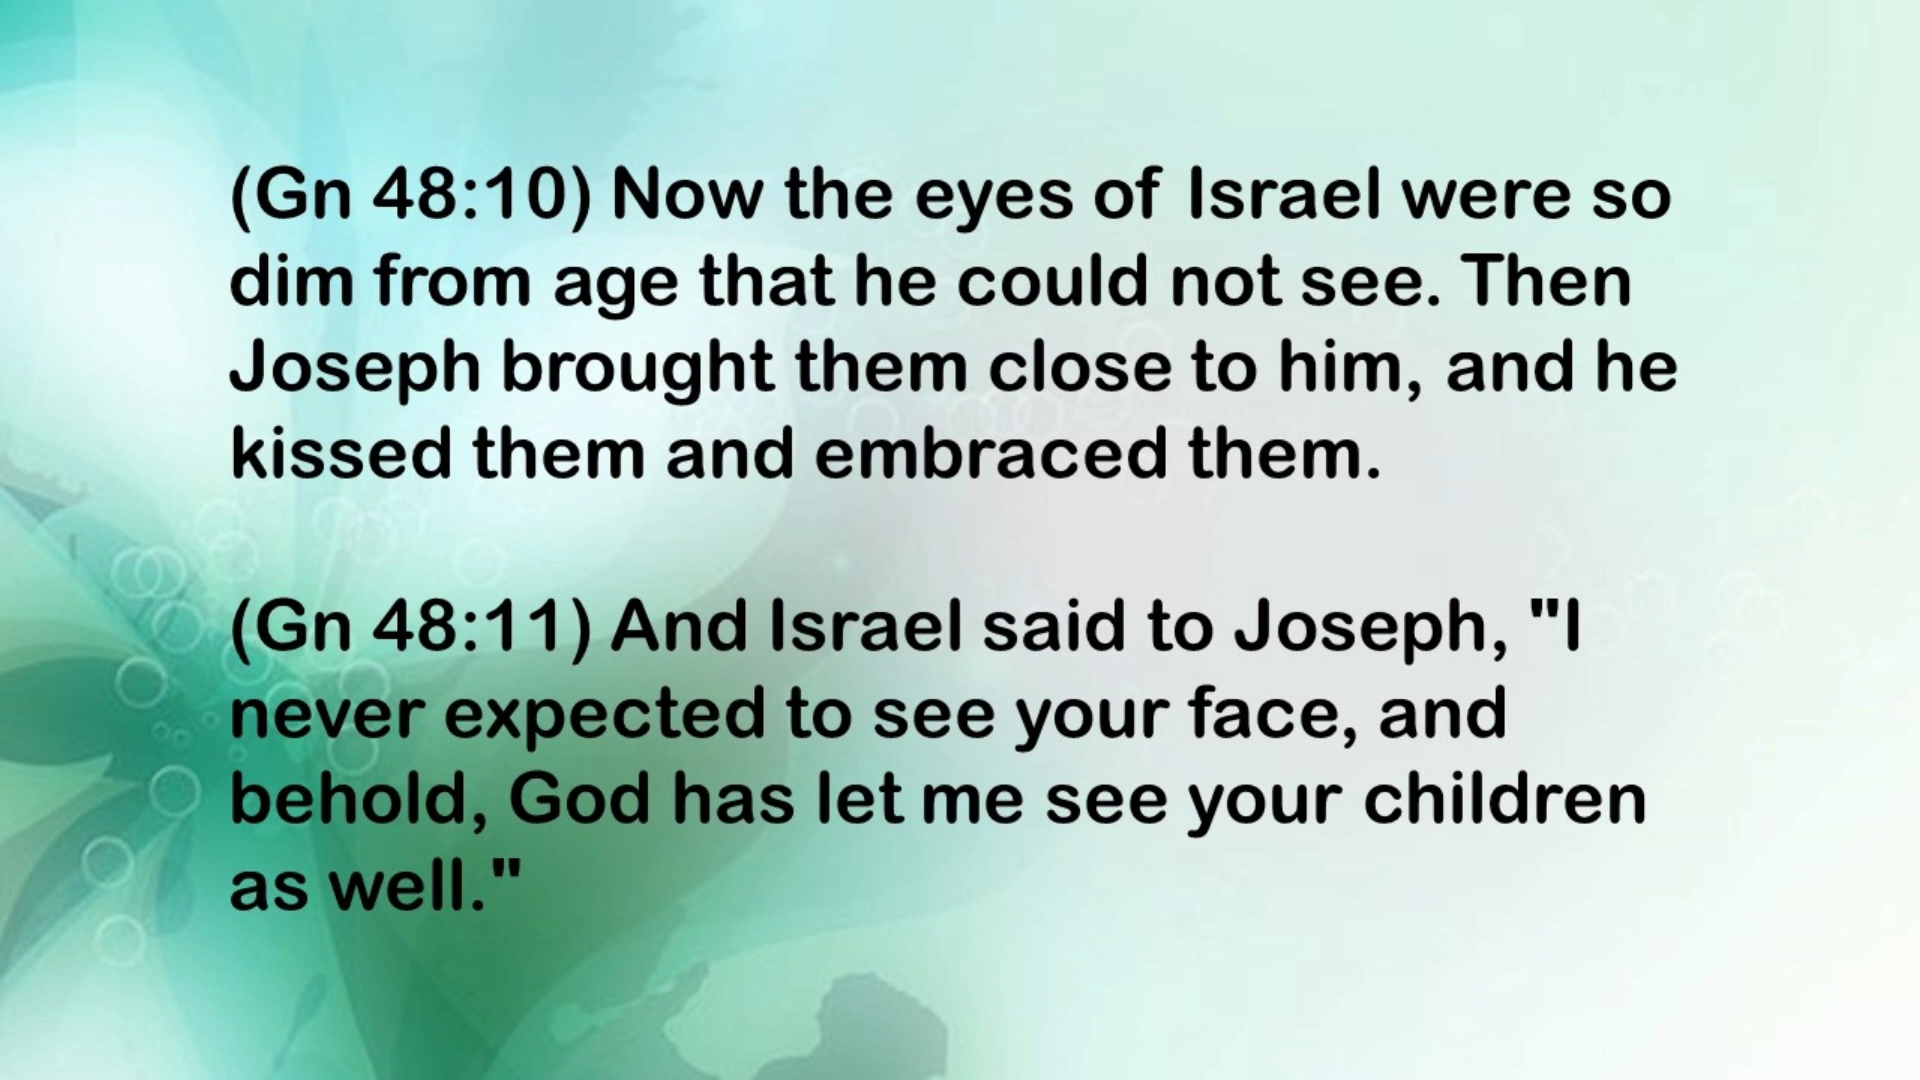 (Gn 48:10) Now the eyes of Israel were so
dim from age that he could not see. Then
Joseph brought them close to him, and he
kissed them and embraced them.
(Gn 48:11) And Israel said to Joseph, "I
never expected to see your face, and
behold, God has let me see your children
as well."